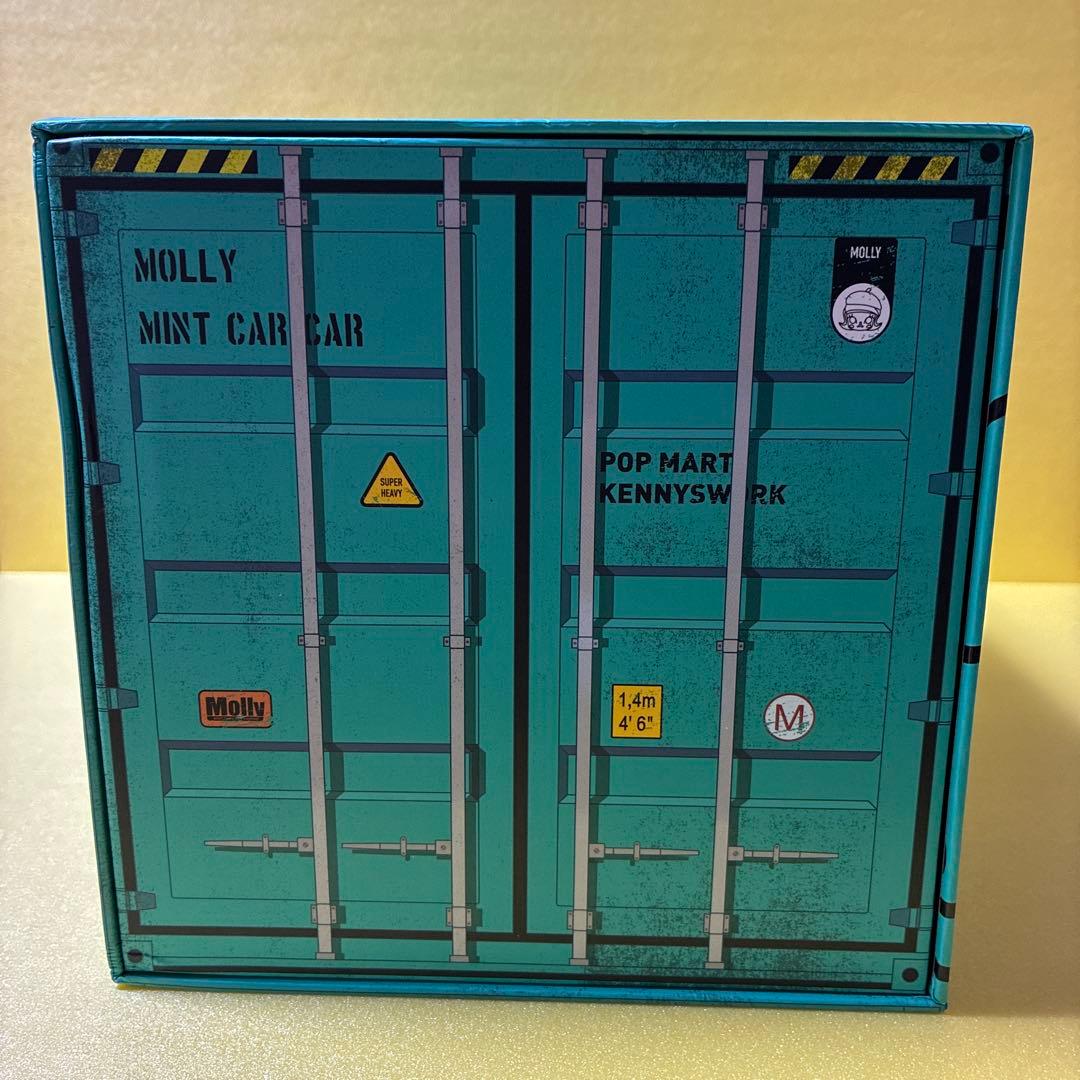 MOLLY
MINT CAR CAR
MOLLY
SUPER
HEAVY
POP MART
KENNYSWORK
Molly
1,4m
4' 6"
M